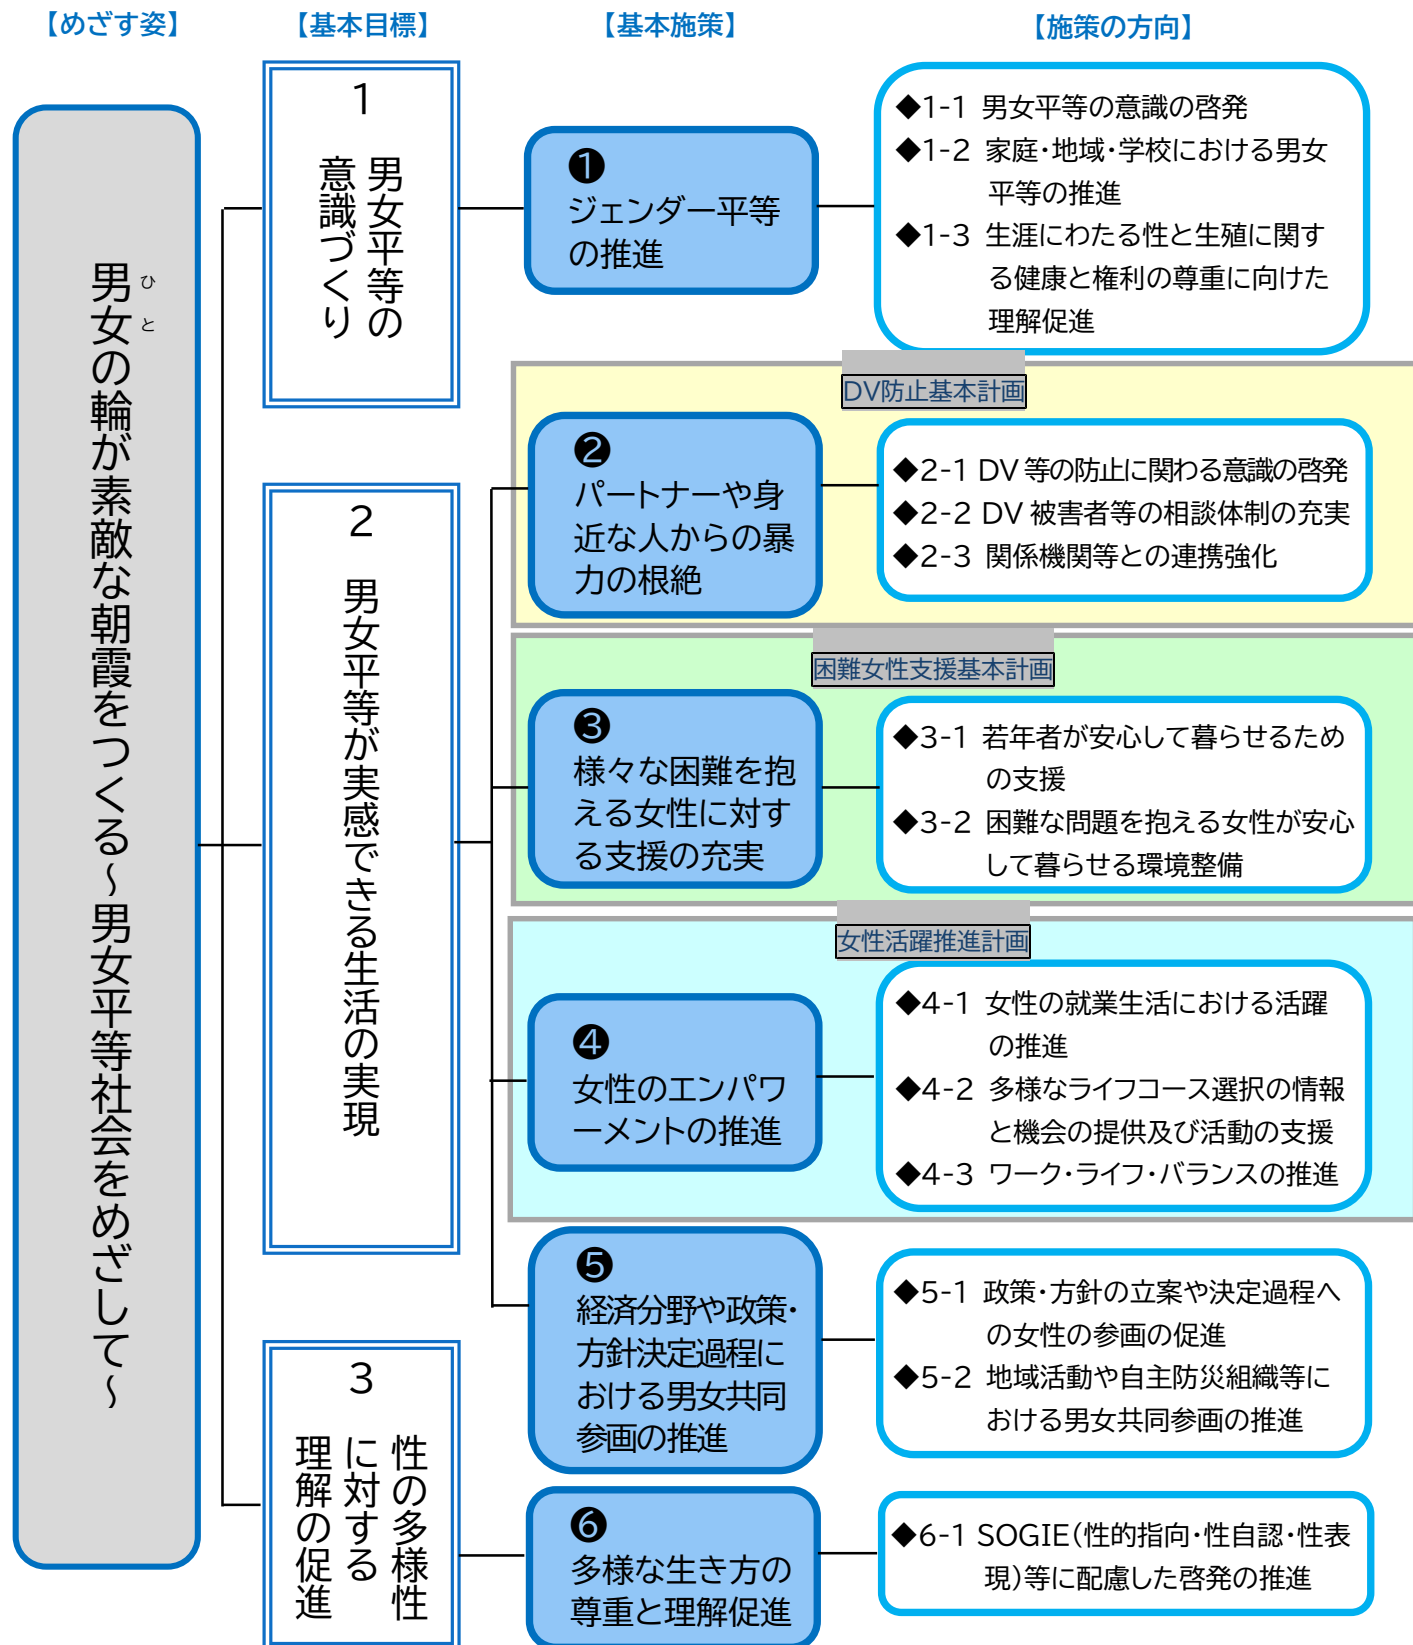 【めざす姿】
【基本目標】
【基本施策】
【施策の方向】
男女の輪が素敵な朝霞をつくる～男女平等社会をめざして～
ひと
1
男女平等の
意識づくり
❶
ジェンダー平等
の推進
◆1-1 男女平等の意識の啓発
◆1-2 家庭・地域・学校における男女
平等の推進
◆1-3 生涯にわたる性と生殖に関す
る健康と権利の尊重に向けた
理解促進
2
男女平等が実感できる生活の実現
DV防止基本計画
❷
パートナーや身
近な人からの暴
力の根絶
◆2-1 DV等の防止に関わる意識の啓発
◆2-2 DV被害者等の相談体制の充実
◆2-3 関係機関等との連携強化
困難女性支援基本計画
❸
様々な困難を抱
える女性に対す
る支援の充実
◆3-1 若年者が安心して暮らせるため
の支援
◆3-2 困難な問題を抱える女性が安心
して暮らせる環境整備
女性活躍推進計画
❹
女性のエンパワ
ーメントの推進
◆4-1 女性の就業生活における活躍
の推進
◆4-2 多様なライフコース選択の情報
と機会の提供及び活動の支援
◆4-3 ワーク・ライフ・バランスの推進
❺
経済分野や政策・
方針決定過程に
おける男女共同
参画の推進
◆5-1 政策・方針の立案や決定過程へ
の女性の参画の促進
◆5-2 地域活動や自主防災組織等に
おける男女共同参画の推進
3
性の多様性
に対する
理解の促進
❻
多様な生き方の
尊重と理解促進
◆6-1 SOGIE(性的指向・性自認・性表
現)等に配慮した啓発の推進